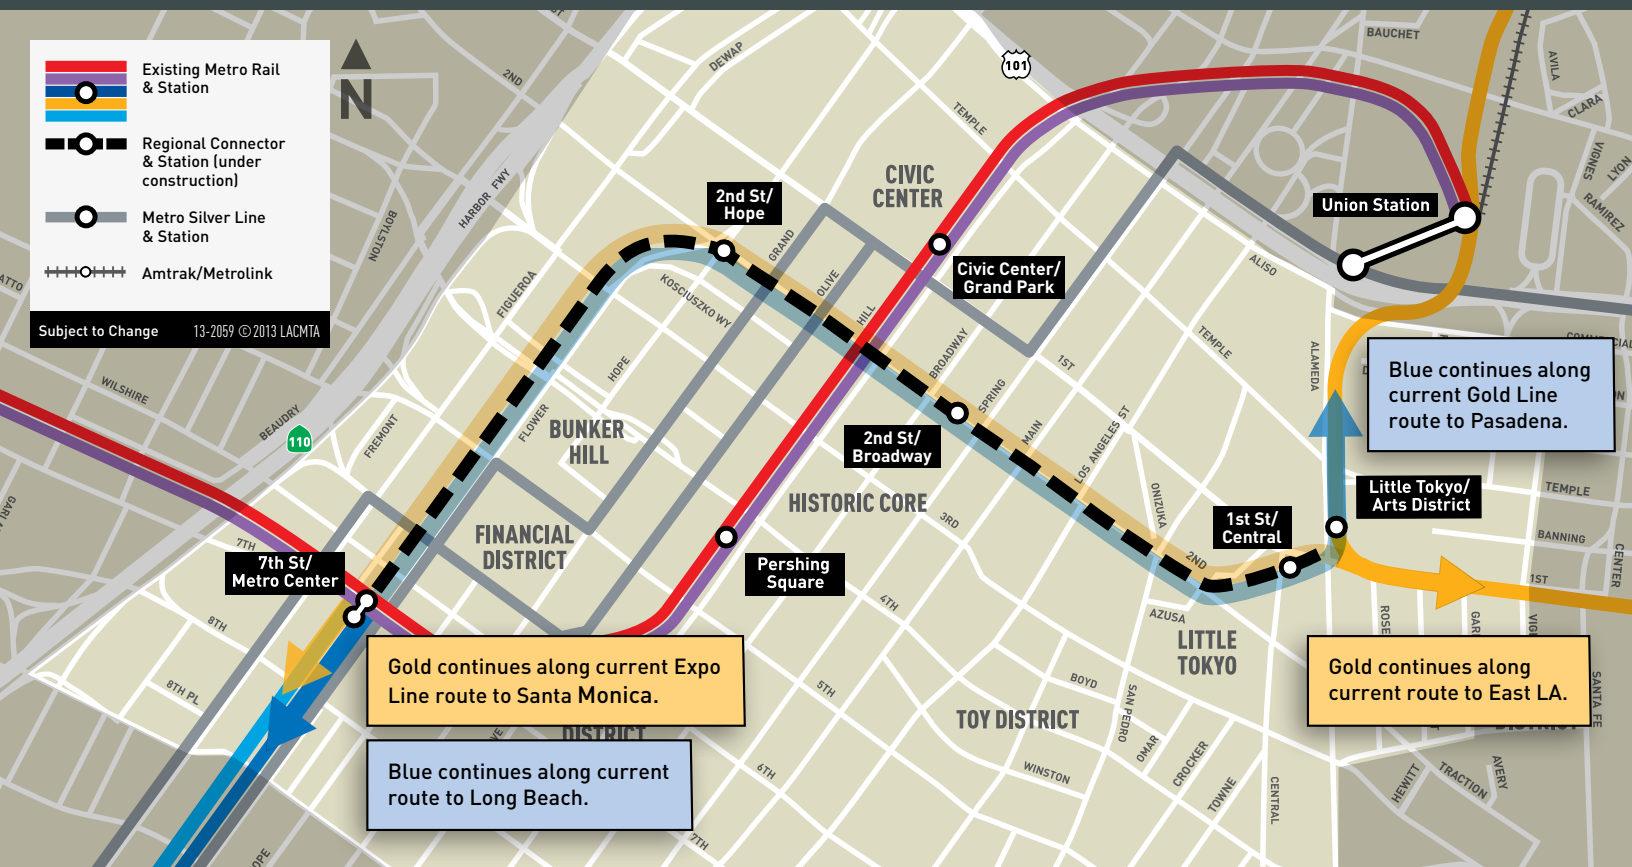 Existing Metro Rail
& Station
Regional Connector
& Station (under
construction)
Metro Silver Line
& Station
Amtrak/Metrolink
Subject to Change
13-2059 ©2013 LACMTA
N
101
110
DEWAP
2ND
BAUCHET
AVILA
CLARA
VIGNES
LYON
RAMIREZ
TEMPLE
CIVIC
CENTER
HARBOR FWY
BOYLSTON
2nd St/
Hope
Union Station
GRAND
OLIVE
HILL
Civic Center/
Grand Park
ALISO
FIGUEROA
KOSCIUSZKO WY
HOPE
FLOWER
BROADWAY
SPRING
MAIN
LOS ANGELES ST
1ST
TEMPLE
ALAMEDA
Blue continues along
current Gold Line
route to Pasadena.
WILSHIRE
BEAUDRY
FREMONT
BUNKER
HILL
2nd St/
Broadway
HISTORIC CORE
3RD
ONIZUKA
2ND
1st St/
Central
Little Tokyo/
Arts District
TEMPLE
BANNING
CENTER
1ST
7TH
7th St/
Metro Center
FINANCIAL
DISTRICT
Pershing
Square
4TH
AZUSA
LITTLE
TOKYO
ROSE
8TH
8TH PL
Gold continues along current Expo
Line route to Santa Monica.
Gold continues along
current route to East LA.
SANTA FE
DISTRICT
Blue continues along current
route to Long Beach.
5TH
6TH
7TH
TOY DISTRICT
BOYD
SAN PEDRO
OMAR
CROCKER
TOWNE
WINSTON
CENTRAL
HEWITT
TRACTION
AVERY